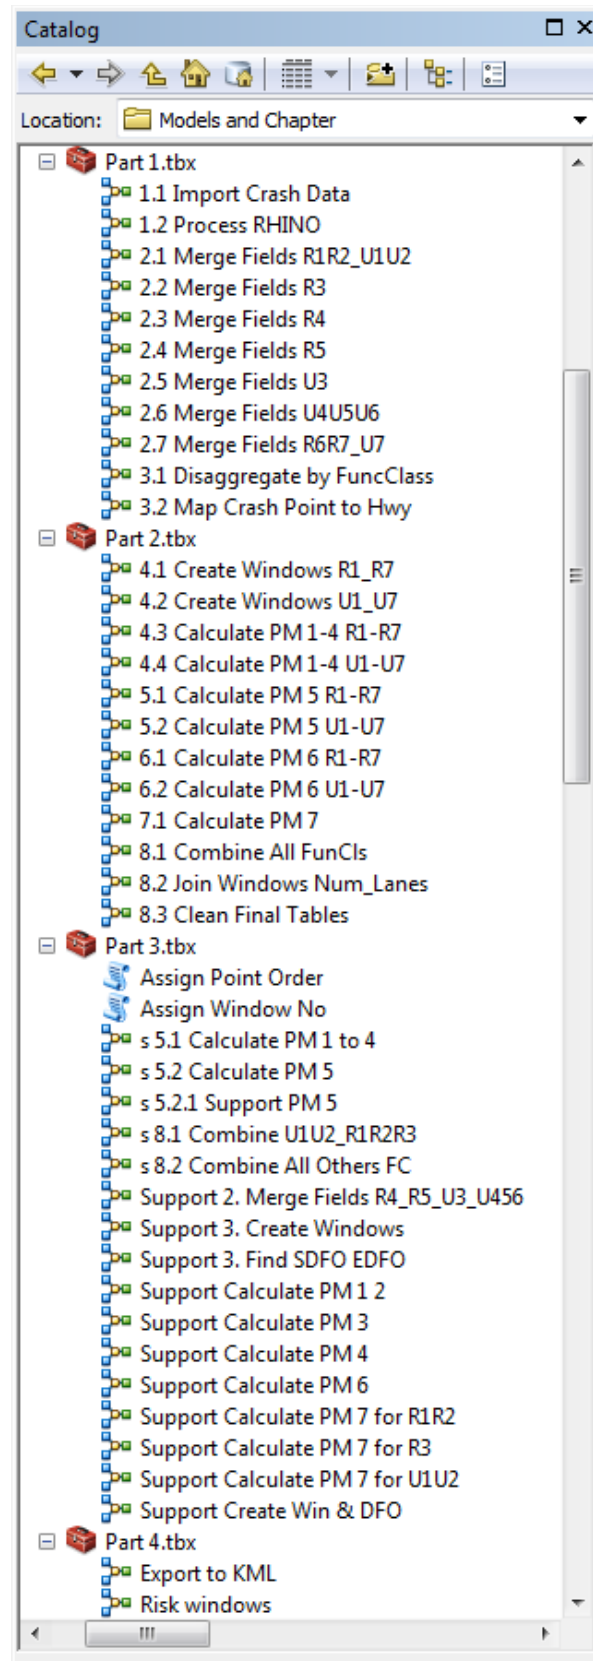 Catalog
Location: Models and Chapter
Part 1.tbx
1.1 Import Crash Data
1.2 Process RHINO
2.1 Merge Fields R1R2_U1U2
2.2 Merge Fields R3
2.3 Merge Fields R4
2.4 Merge Fields R5
2.5 Merge Fields U3
2.6 Merge Fields U4U5U6
2.7 Merge Fields R6R7_U7
3.1 Disaggregate by FuncClass
3.2 Map Crash Point to Hwy
Part 2.tbx
4.1 Create Windows R1_R7
4.2 Create Windows U1_U7
4.3 Calculate PM 1-4 R1-R7
4.4 Calculate PM 1-4 U1-U7
5.1 Calculate PM 5 R1-R7
5.2 Calculate PM 5 U1-U7
6.1 Calculate PM 6 R1-R7
6.2 Calculate PM 6 U1-U7
7.1 Calculate PM 7
8.1 Combine All FunCls
8.2 Join Windows Num_Lanes
8.3 Clean Final Tables
Part 3.tbx
Assign Point Order
Assign Window No
s 5.1 Calculate PM 1 to 4
s 5.2 Calculate PM 5
s 5.2.1 Support PM 5
s 8.1 Combine U1U2_R1R2R3
s 8.2 Combine All Others FC
Support 2. Merge Fields R4_R5_U3_U456
Support 3. Create Windows
Support 3. Find SDFO EDFO
Support Calculate PM 1 2
Support Calculate PM 3
Support Calculate PM 4
Support Calculate PM 6
Support Calculate PM 7 for R1R2
Support Calculate PM 7 for R3
Support Calculate PM 7 for U1U2
Support Create Win & DFO
Part 4.tbx
Export to KML
Risk windows